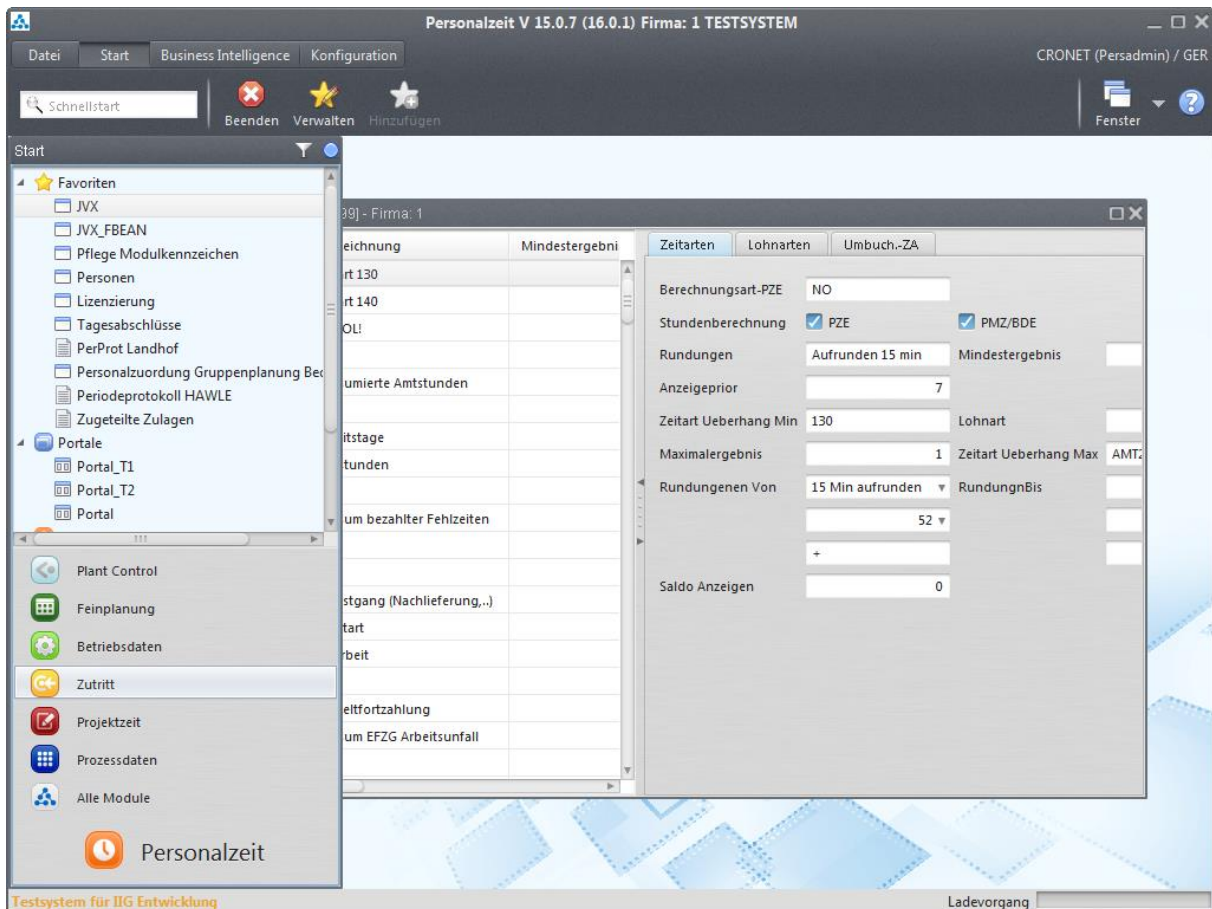 Personalzeit V 15.0.7 (16.0.1) Firma: 1 TESTSYSTEM
Datei Start Business Intelligence Konfiguration
CRONET (Persadmin) / GER
Schnellstart
Beenden Verwalten Hinzufügen
Fenster
Start
Favoriten
JVX
JVX_FBEAN
Pflege Modulkennzeichen
Personen
Lizenzierung
Tagesabschlüsse
PerProt Landhof
Personalzuordung Gruppenplanung Bec
Periodeprotokoll HAWLE
Zugeteilte Zulagen
Portale
Portal_T1
Portal_T2
Portal
Plant Control
Feinplanung
Betriebsdaten
Zutritt
Projektzeit
Prozessdaten
Alle Module
Personalzeit
99] - Firma: 1
eichnung Mindestergebni
rt 130
rt 140
OL!
umierte Amtstunden
itstage
tunden
um bezahlter Fehlzeiten
stgang (Nachlieferung,..)
tart
rbeit
eltfortzahlung
um EFZG Arbeitsunfall
Zeitarten Lohnarten Umbuch.-ZA
Berechnungsart-PZE NO
Stundenberechnung PZE PMZ/BDE
Rundungen Aufrunden 15 min Mindestergebnis
Anzeigeprior 7
Zeitart Ueberhang Min 130 Lohnart
Maximalergebnis 1 Zeitart Ueberhang Max AMTZ
Rundungenen Von 15 Min aufrunden RundungnBis
52
+
Saldo Anzeigen 0
Testsystem für IIG Entwicklung
Ladevorgang